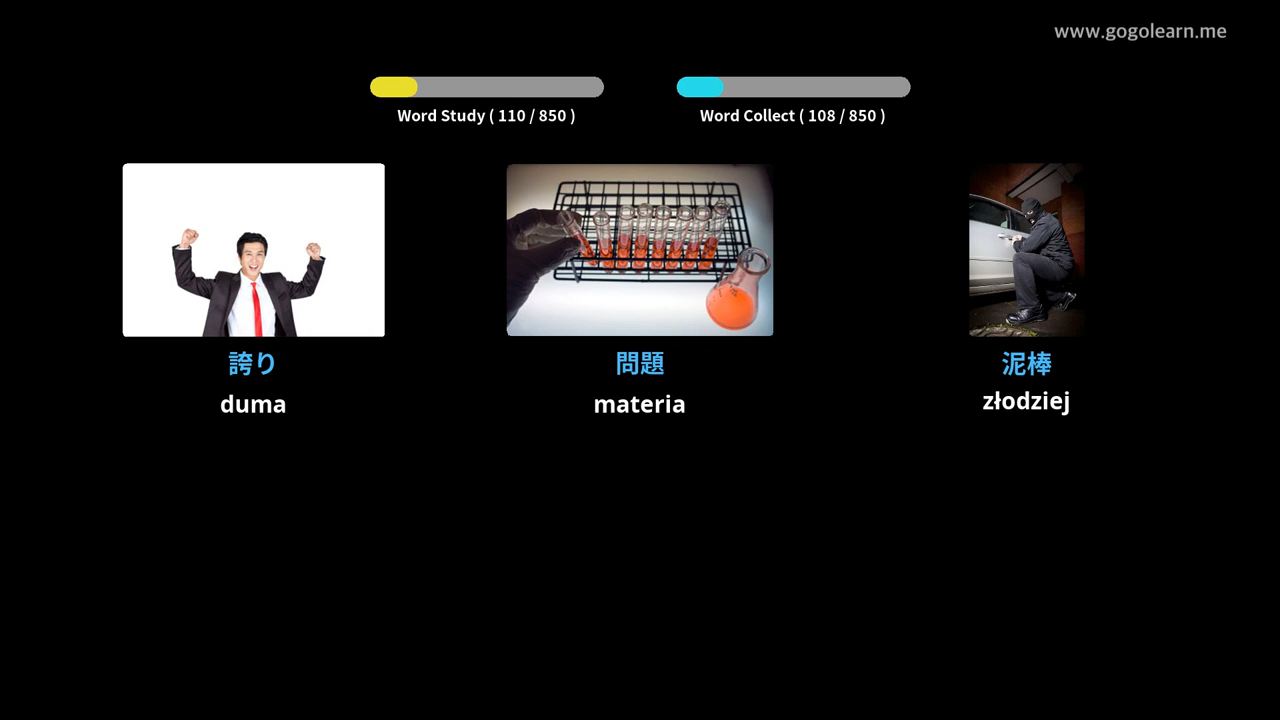 www.gogolearn.me
Word Study ( 110 / 850 )
Word Collect ( 108 / 850 )
誇り
問題
泥棒
duma
materia
złodziej